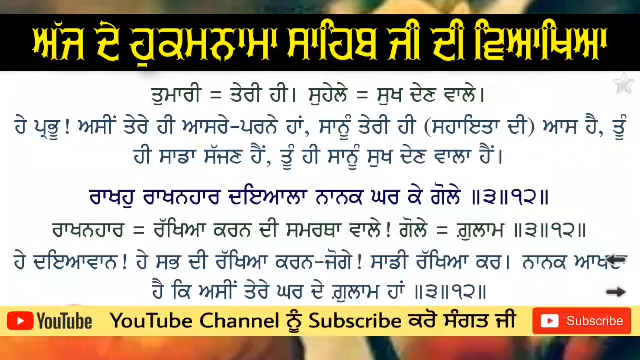 ਅੱਜ ਦੇ ਹੁਕਮਨਾਮਾ ਸਾਹਿਬ ਜੀ ਦੀ ਵਿਆਖਿਆ
ਤੁਮਾਰੀ = ਤੇਰੀ ਹੀ। ਸੁਹੇਲੇ = ਸੁਖ ਦੇਣ ਵਾਲੇ।
ਹੇ ਪ੍ਰਭੂ! ਅਸੀਂ ਤੇਰੇ ਹੀ ਆਸਰੇ-ਪਰਨੇ ਹਾਂ, ਸਾਨੂੰ ਤੇਰੀ ਹੀ (ਸਹਾਇਤਾ ਦੀ) ਆਸ ਹੈ, ਤੂੰ
ਹੀ ਸਾਡਾ ਸੱਜਣ ਹੈਂ, ਤੂੰ ਹੀ ਸਾਨੂੰ ਸੁਖ ਦੇਣ ਵਾਲਾ ਹੈਂ।
ਰਾਖਹੁ ਰਾਖਨਹਾਰ ਦਇਆਲਾ ਨਾਨਕ ਘਰ ਕੇ ਗੋਲੇ ॥੩॥੧੨॥
ਰਾਖਨਹਾਰ = ਰੱਖਿਆ ਕਰਨ ਦੀ ਸਮਰਥਾ ਵਾਲੇ! ਗੋਲੇ = ਗ਼ੁਲਾਮ ॥੩॥੧੨॥
ਹੇ ਦਇਆਵਾਨ! ਹੇ ਸਭ ਦੀ ਰੱਖਿਆ ਕਰਨ-ਜੋਗੇ! ਸਾਡੀ ਰੱਖਿਆ ਕਰ। ਨਾਨਕ ਆਖਦਾ
ਹੈ ਕਿ ਅਸੀਂ ਤੇਰੇ ਘਰ ਦੇ ਗ਼ੁਲਾਮ ਹਾਂ ॥੩॥੧੨॥
YouTube YouTube Channel ਨੂੰ Subscribe ਕਰੋ ਸੰਗਤ ਜੀ Subscribe